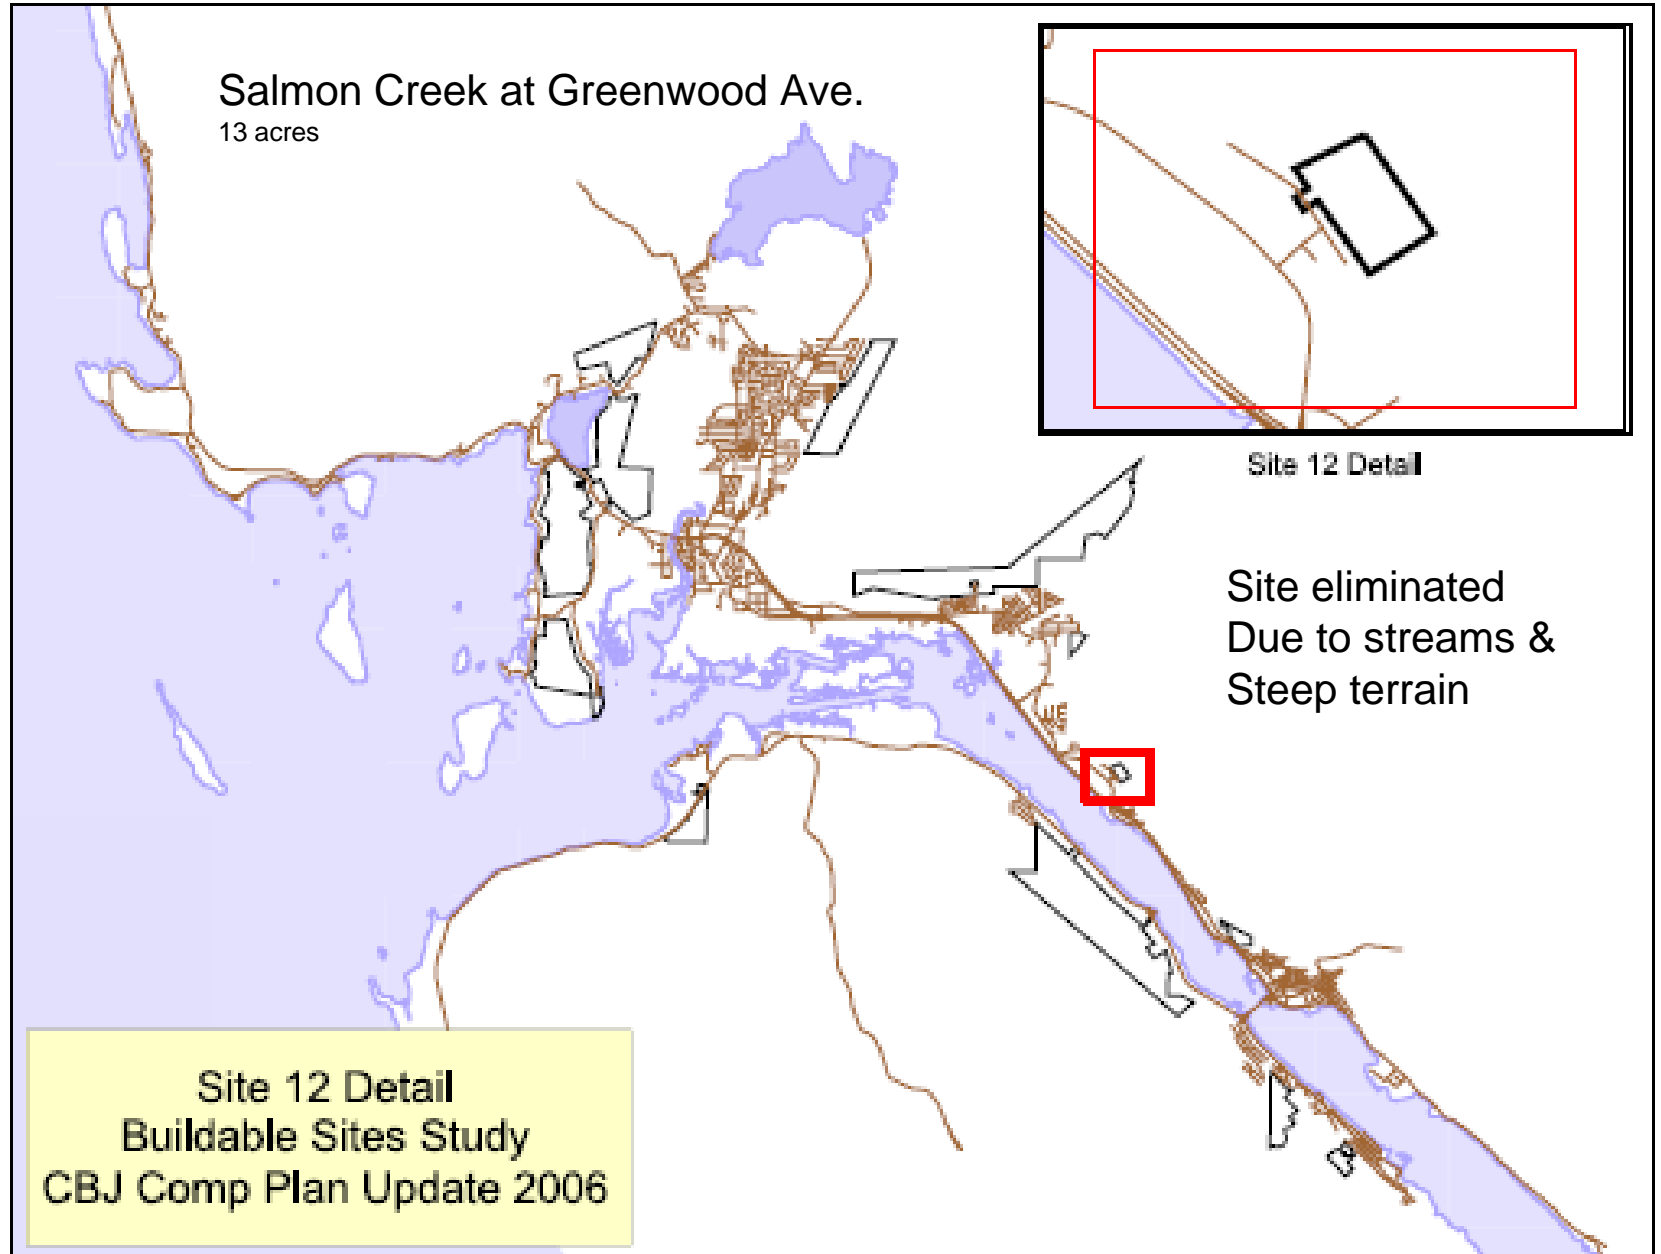 Salmon Creek at Greenwood Ave.
13 acres
Site 12 Detail
Site eliminated
Due to streams &
Steep terrain
Site 12 Detail
Buildable Sites Study
CBJ Comp Plan Update 2006